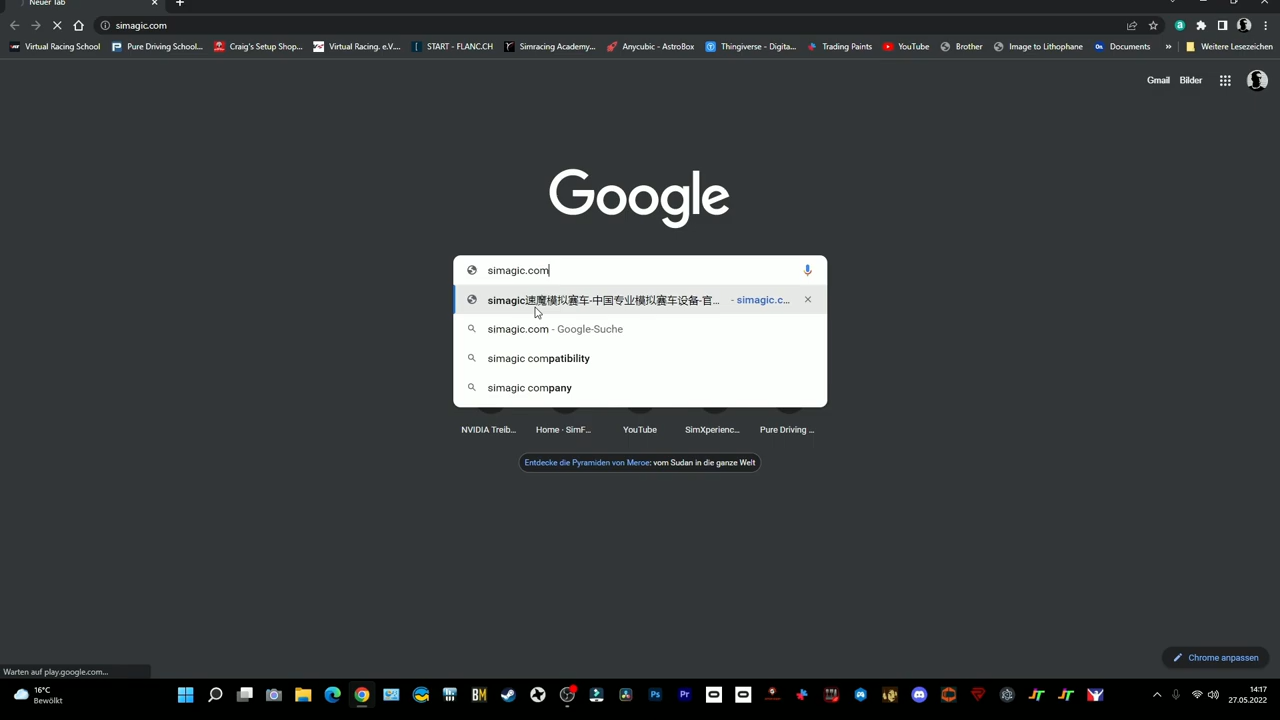 Neuer Tab
simagic.com
Virtual Racing School
Pure Driving School...
Craig's Setup Shop...
Virtual Racing. e.V....
START - FLANC.CH
Simracing Academy...
Anycubic - AstroBox
Thingiverse - Digita...
Trading Paints
YouTube
Brother
Image to Lithophane
Documents
»
Weitere Lesezeichen
Gmail
Bilder
Google
simagic.com
simagic速魔模拟赛车-中国专业模拟赛车设备-官... - simagic.c...
simagic.com - Google-Suche
simagic compatibility
simagic company
NVIDIA Treib...
Home · SimF...
YouTube
SimXperienc...
Pure Driving ...
Entdecke die Pyramiden von Meroe: vom Sudan in die ganze Welt
Chrome anpassen
Warten auf play.google.com...
16°C
Bewölkt
BM
Ps
Pr
14:17
27.05.2022